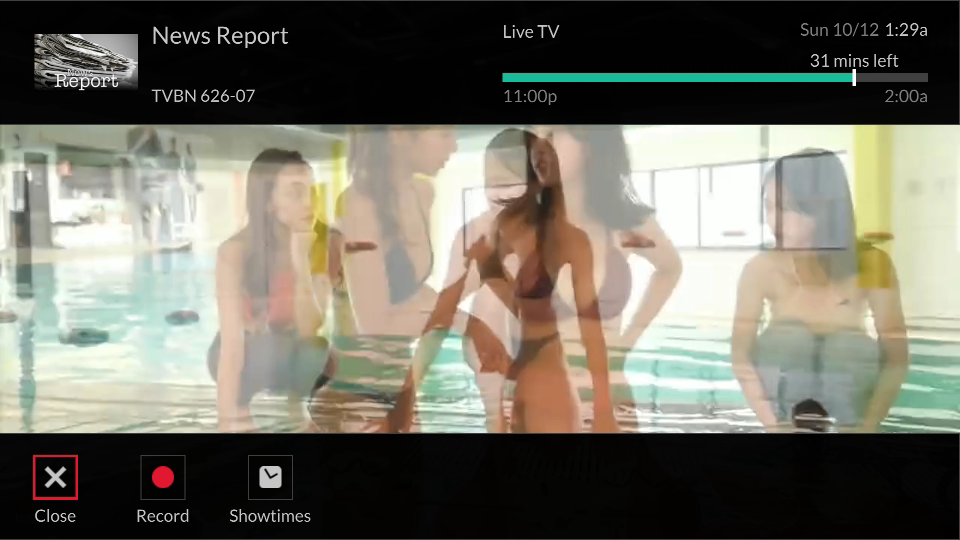 News Report
Report
TVBN 626-07
Live TV
Sun 10/12 1:29a
31 mins left
11:00p
2:00a
Close
Record
Showtimes